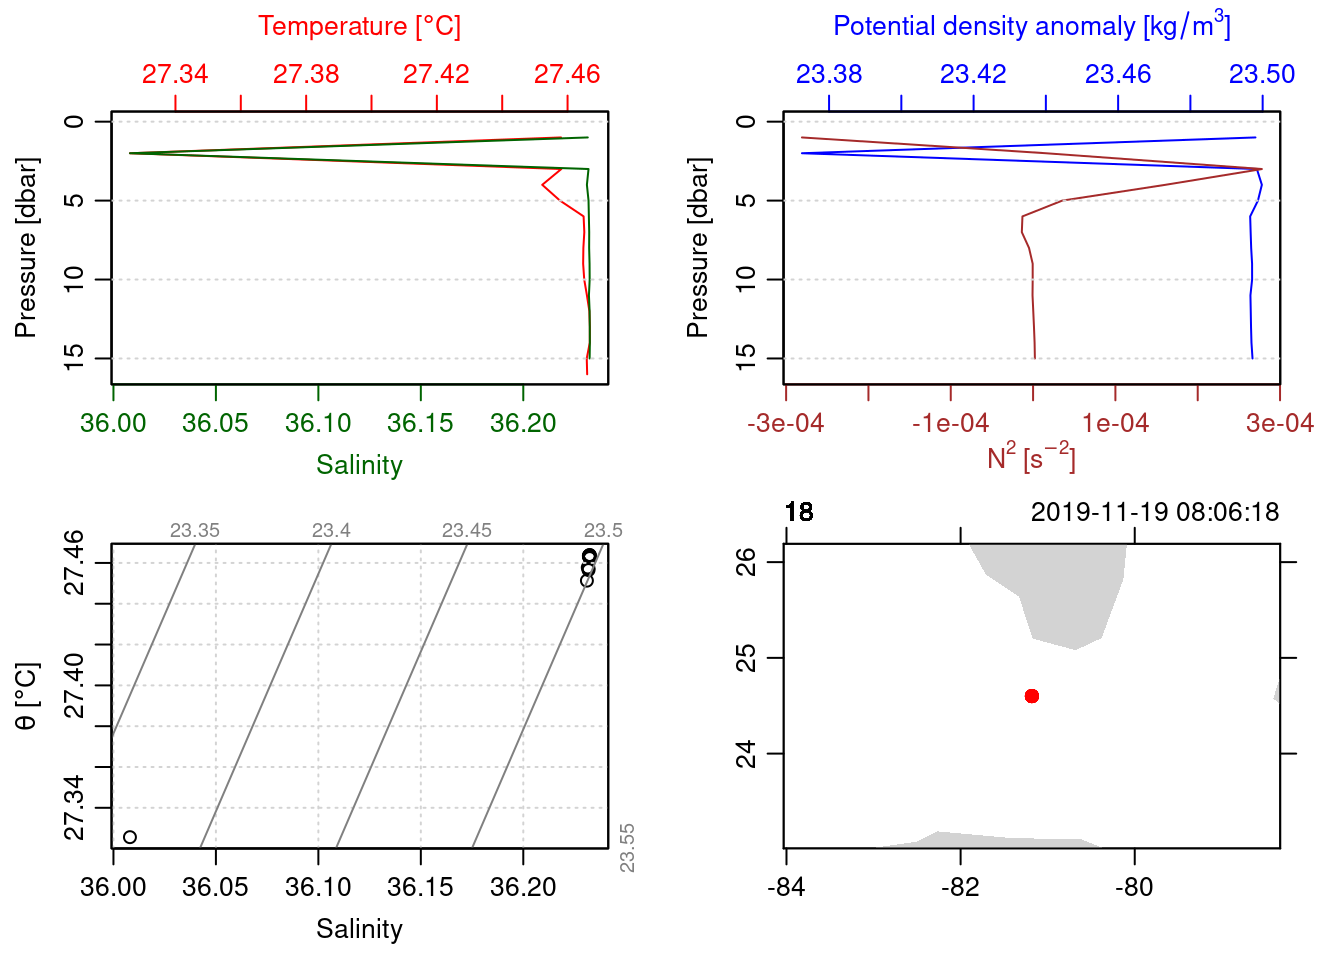 Temperature [°C]
27.34 27.38 27.42 27.46
0 5 10 15
Pressure [dbar]
36.00 36.05 36.10 36.15 36.20
Salinity
Potential density anomaly [kg/m³]
23.38 23.42 23.46 23.50
0 5 10 15
Pressure [dbar]
-3e-04 -1e-04 1e-04 3e-04
N² [s⁻²]
23.35 23.4 23.45 23.5
27.34 27.40 27.46
θ [°C]
23.55
36.00 36.05 36.10 36.15 36.20
Salinity
18 2019-11-19 08:06:18
24 25 26
-84 -82 -80